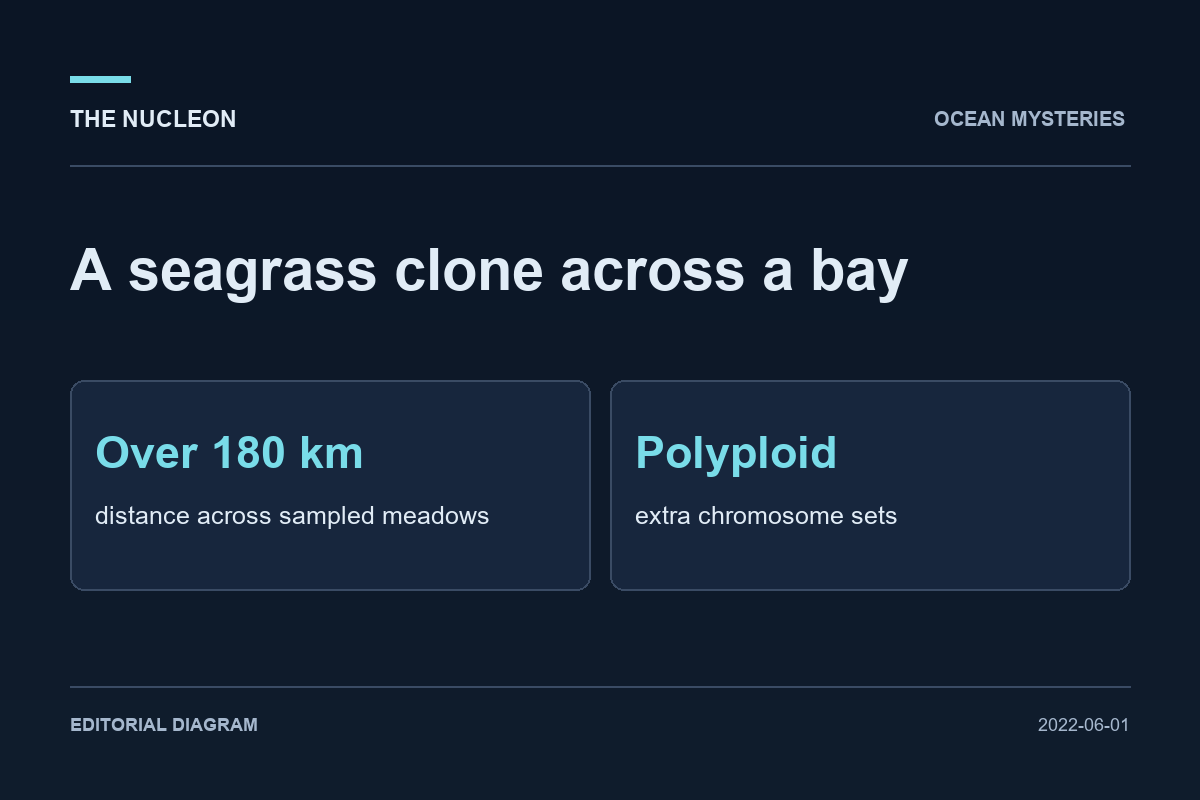 THE NUCLEON
OCEAN MYSTERIES
A seagrass clone across a bay
Over 180 km
distance across sampled meadows
Polyploid
extra chromosome sets
EDITORIAL DIAGRAM
2022-06-01